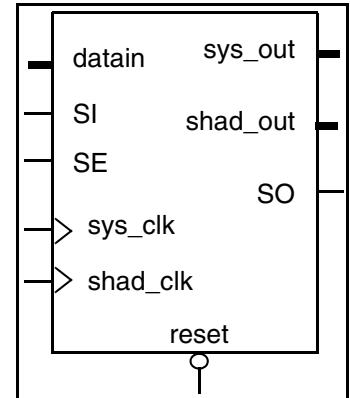 datain
sys_out
SI
shad_out
SE
SO
sys_clk
shad_clk
reset